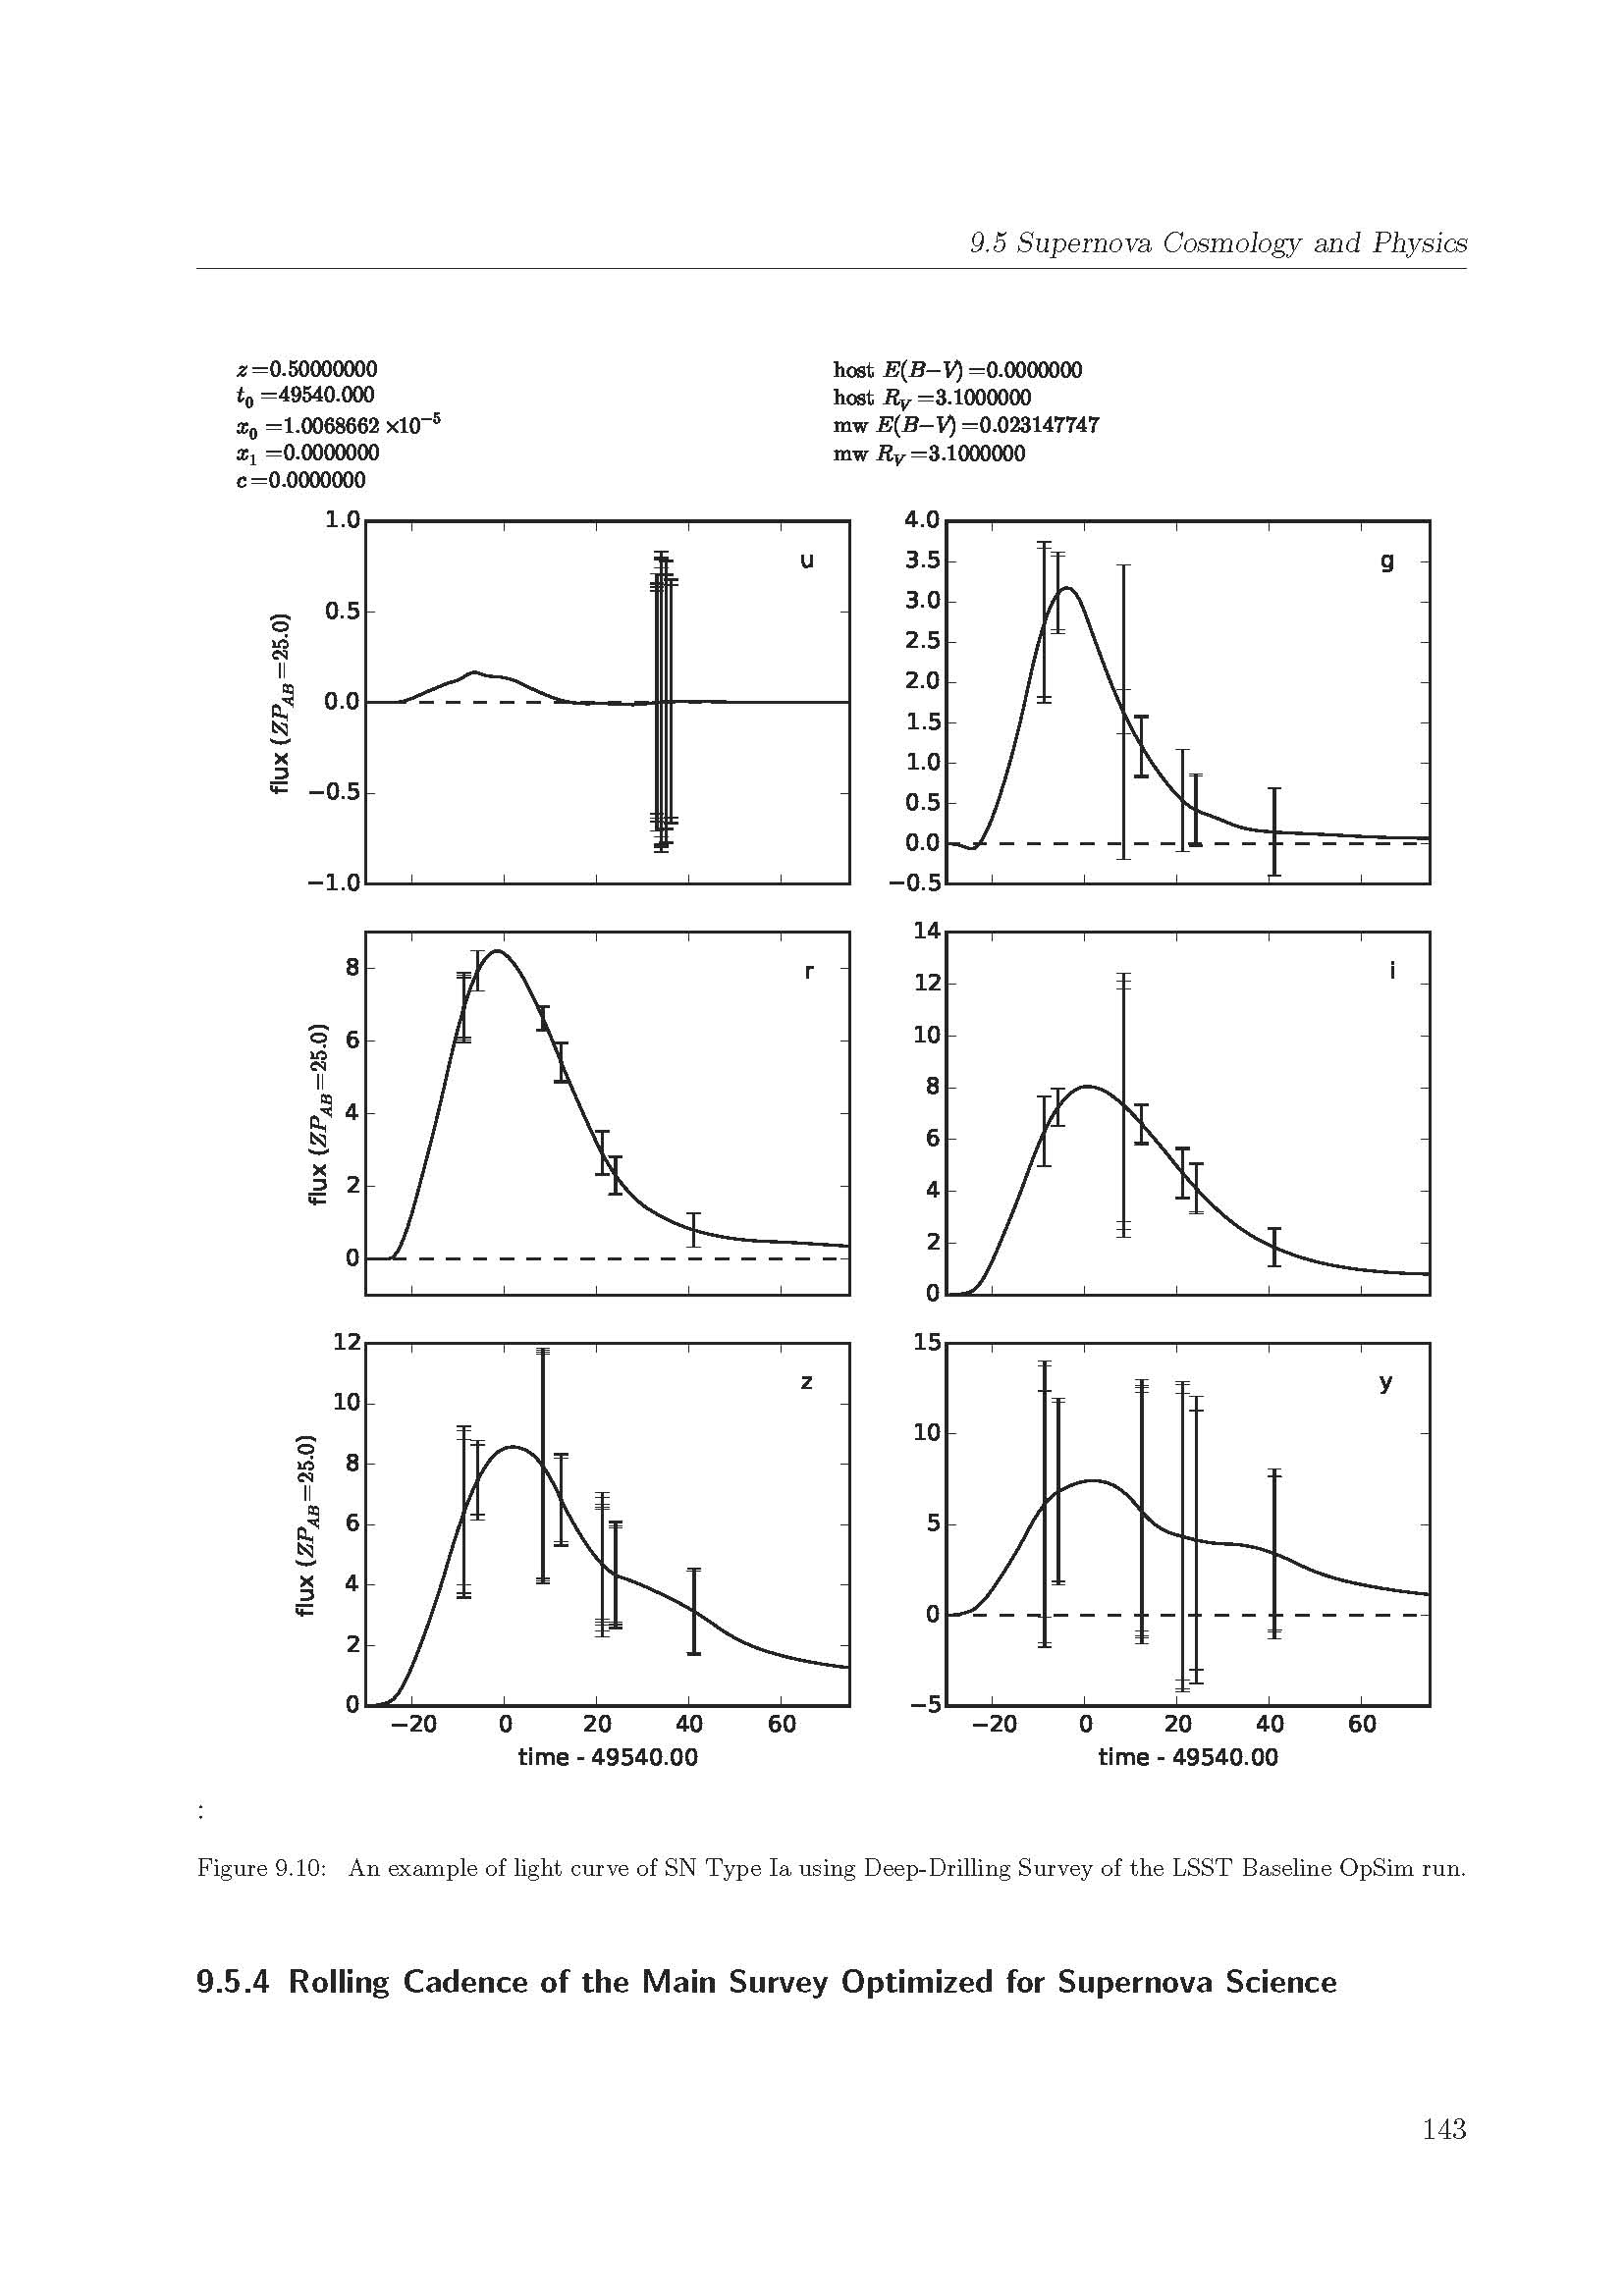 9.5 Supernova Cosmology and Physics
z=0.50000000
t0 =49540.000
x0 =1.0068662 ×10−5
x1 =0.0000000
c=0.0000000
host E(B−V)=0.0000000
host RV=3.1000000
mw E(B−V)=0.023147747
mw RV=3.1000000
1.0
0.5
0.0
−0.5
−1.0
flux (ZPAB=25.0)
u
4.0
3.5
3.0
2.5
2.0
1.5
1.0
0.5
0.0
−0.5
g
8
6
4
2
0
flux (ZPAB=25.0)
r
14
12
10
8
6
4
2
0
i
12
10
8
6
4
2
0
flux (ZPAB=25.0)
z
−20 0 20 40 60
time - 49540.00
15
10
5
0
−5
y
−20 0 20 40 60
time - 49540.00
:
Figure 9.10: An example of light curve of SN Type Ia using Deep-Drilling Survey of the LSST Baseline OpSim run.
9.5.4 Rolling Cadence of the Main Survey Optimized for Supernova Science
143